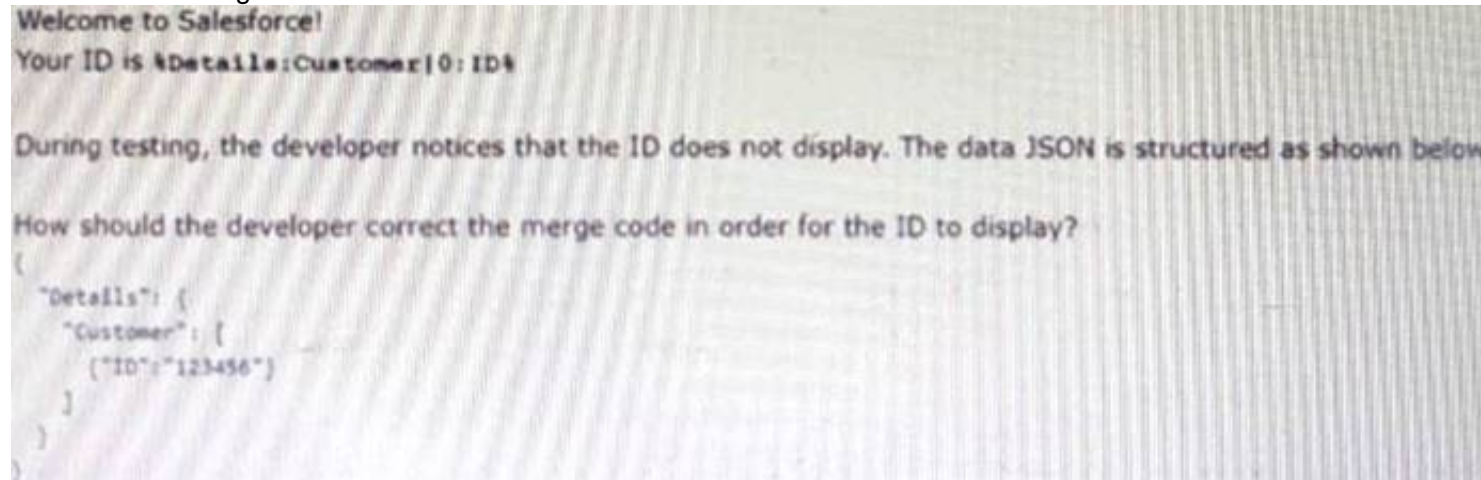 Welcome to Salesforce!
Your ID is %Details:Customer|0:ID%
During testing, the developer notices that the ID does not display. The data JSON is structured as shown below
How should the developer correct the merge code in order for the ID to display?
{
"Details": {
"Customer": [
{"ID":"123456"}
]
}
}